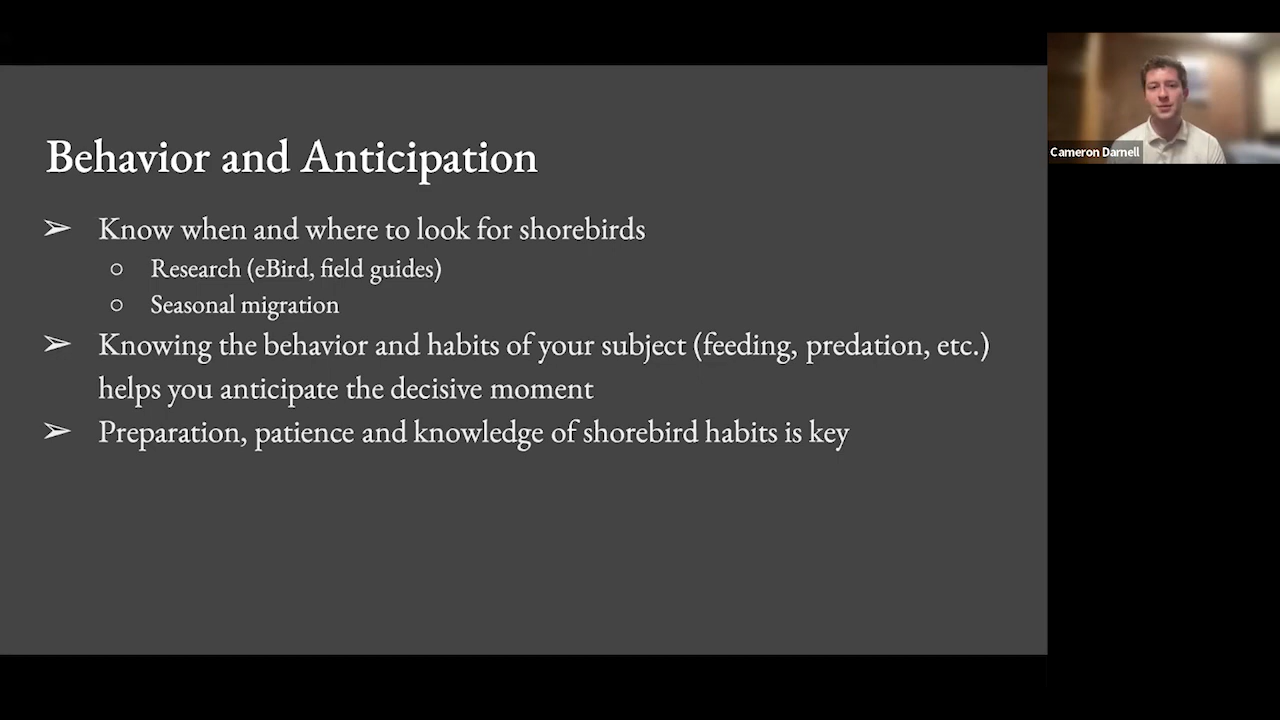 Behavior and Anticipation
➢ Know when and where to look for shorebirds
○ Research (eBird, field guides)
○ Seasonal migration
➢ Knowing the behavior and habits of your subject (feeding, predation, etc.)
helps you anticipate the decisive moment
➢ Preparation, patience and knowledge of shorebird habits is key
Cameron Darnell